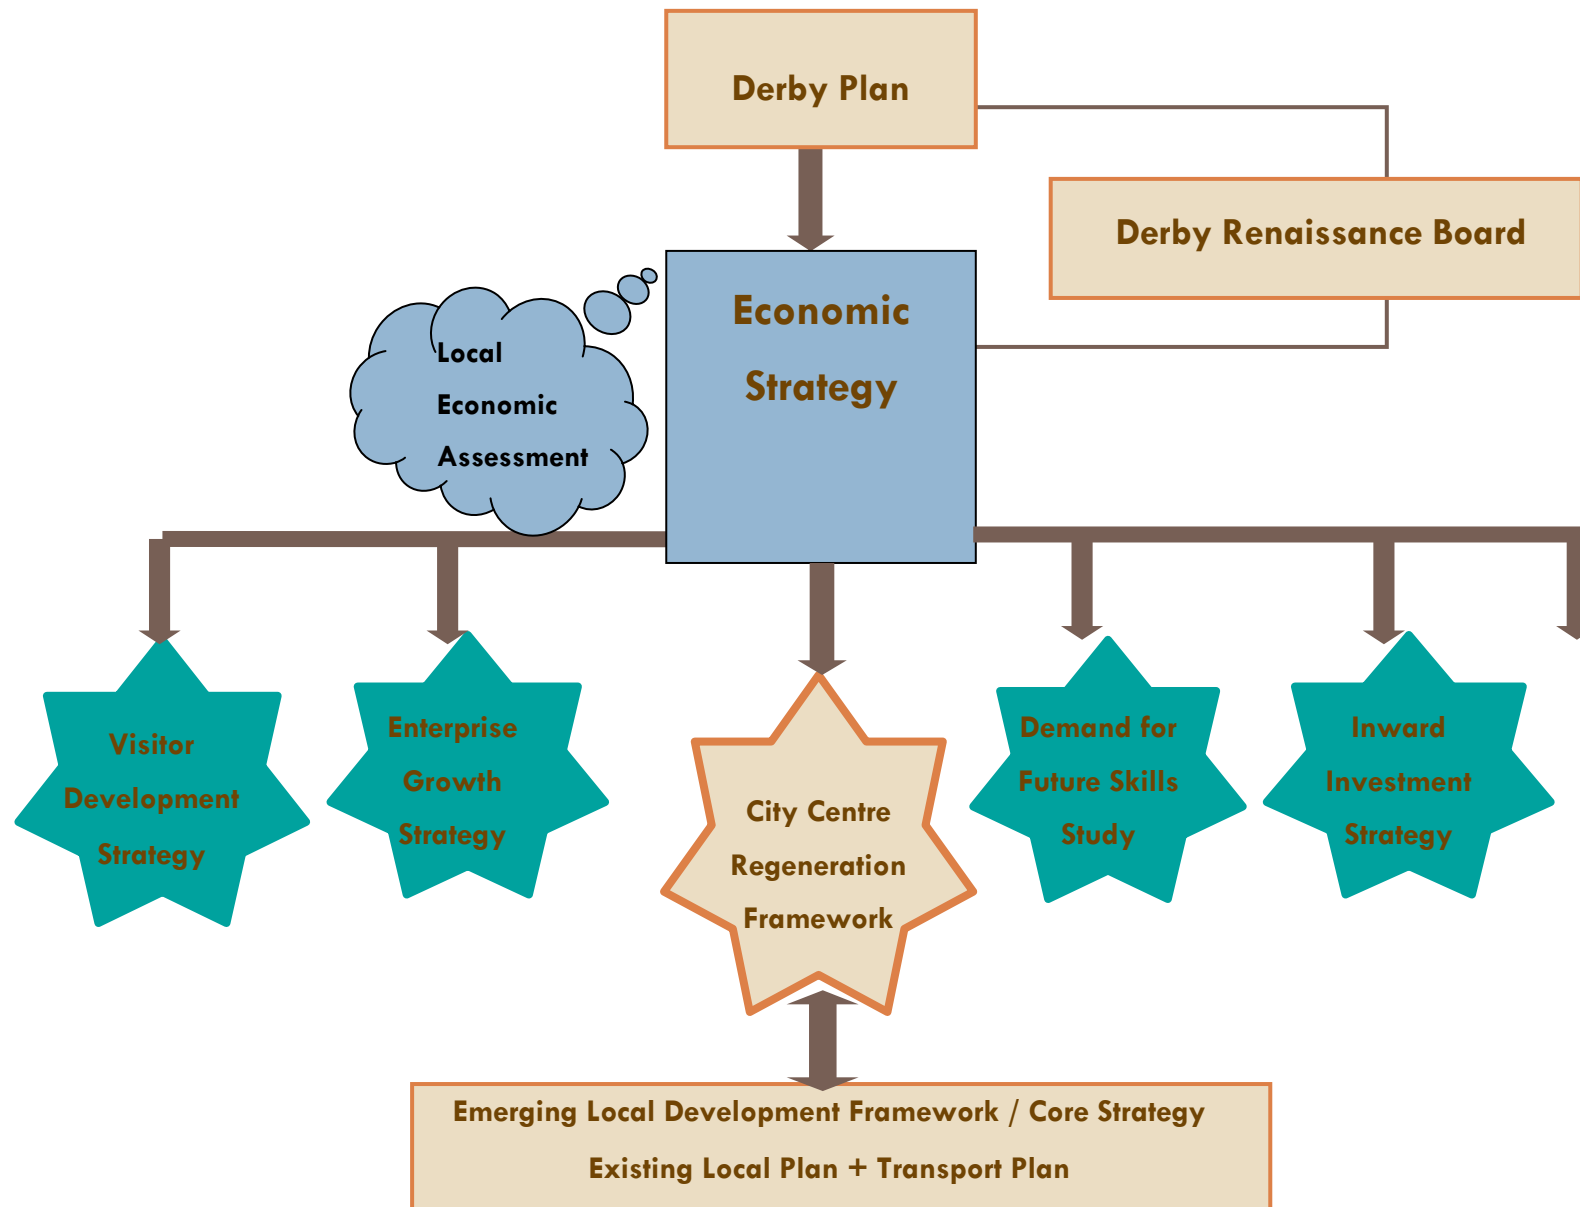 Derby Plan
Derby Renaissance Board
Economic
Strategy
Local
Economic
Assessment
Visitor
Development
Strategy
Enterprise
Growth
Strategy
City Centre
Regeneration
Framework
Demand for
Future Skills
Study
Inward
Investment
Strategy
Emerging Local Development Framework / Core Strategy
Existing Local Plan + Transport Plan